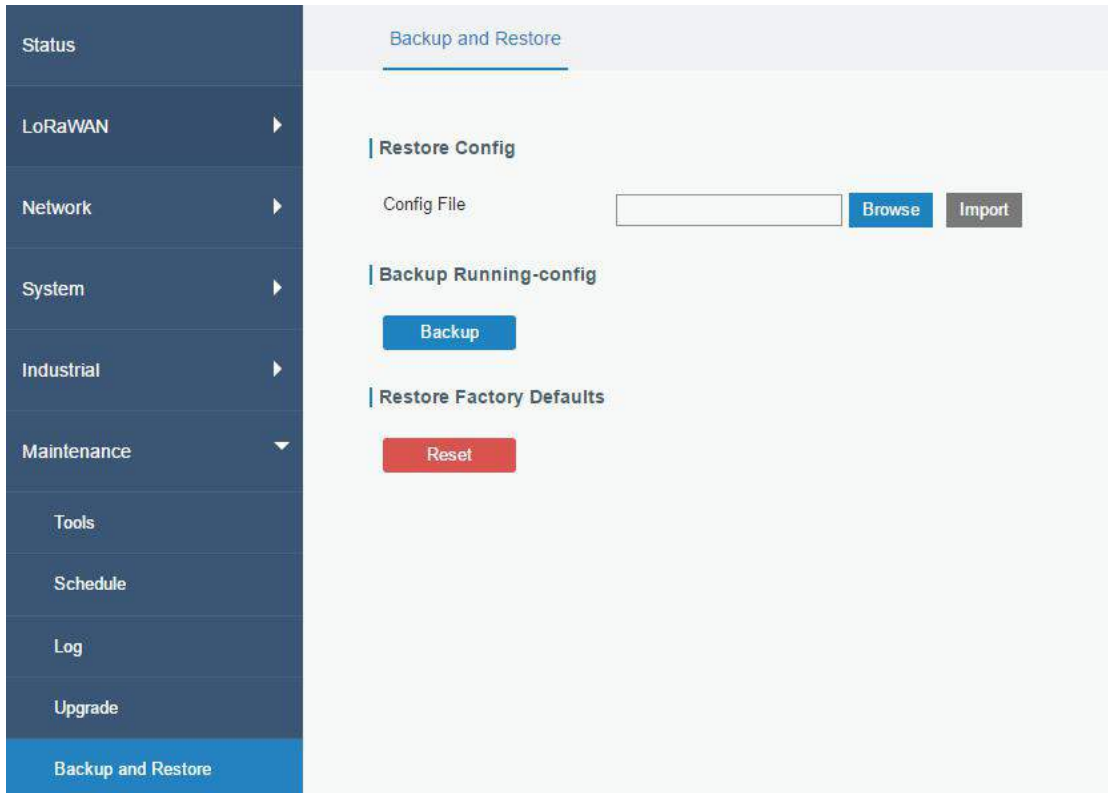 Status
LoRaWAN
Network
System
Industrial
Maintenance
Tools
Schedule
Log
Upgrade
Backup and Restore
Backup and Restore
Restore Config
Config File
Browse
Import
Backup Running-config
Backup
Restore Factory Defaults
Reset